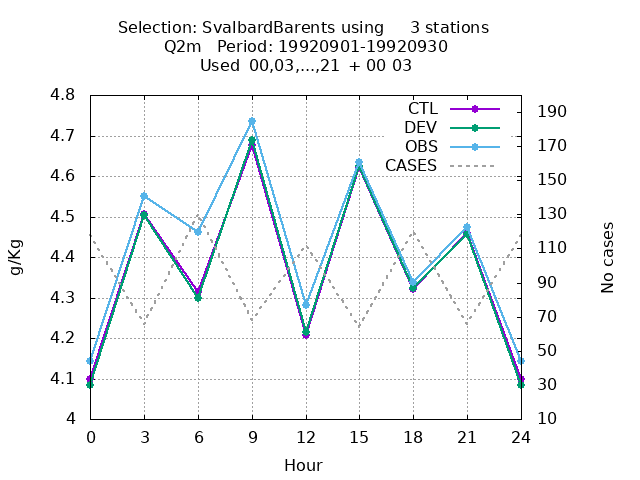 Selection: SvalbardBarents using 3 stations
Q2m Period: 19920901-19920930
Used 00,03,...,21 + 00 03
4.8
4.7
4.6
4.5
4.4
4.3
4.2
4.1
4
g/Kg
CTL
DEV
OBS
CASES
190
170
150
130
110
90
70
50
30
10
No cases
0 3 6 9 12 15 18 21 24
Hour